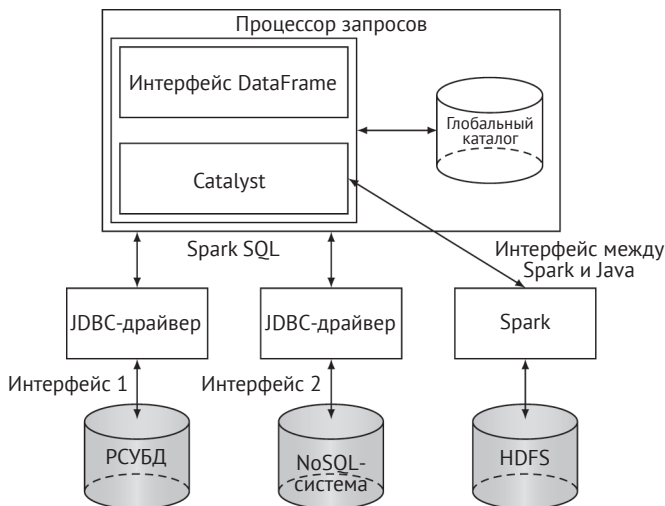 Процессор запросов
Интерфейс DataFrame
Глобальный
каталог
Catalyst
Spark SQL
Интерфейс между
Spark и Java
JDBC-драйвер
JDBC-драйвер
Spark
Интерфейс 1
Интерфейс 2
РСУБД
NoSQL-
система
HDFS